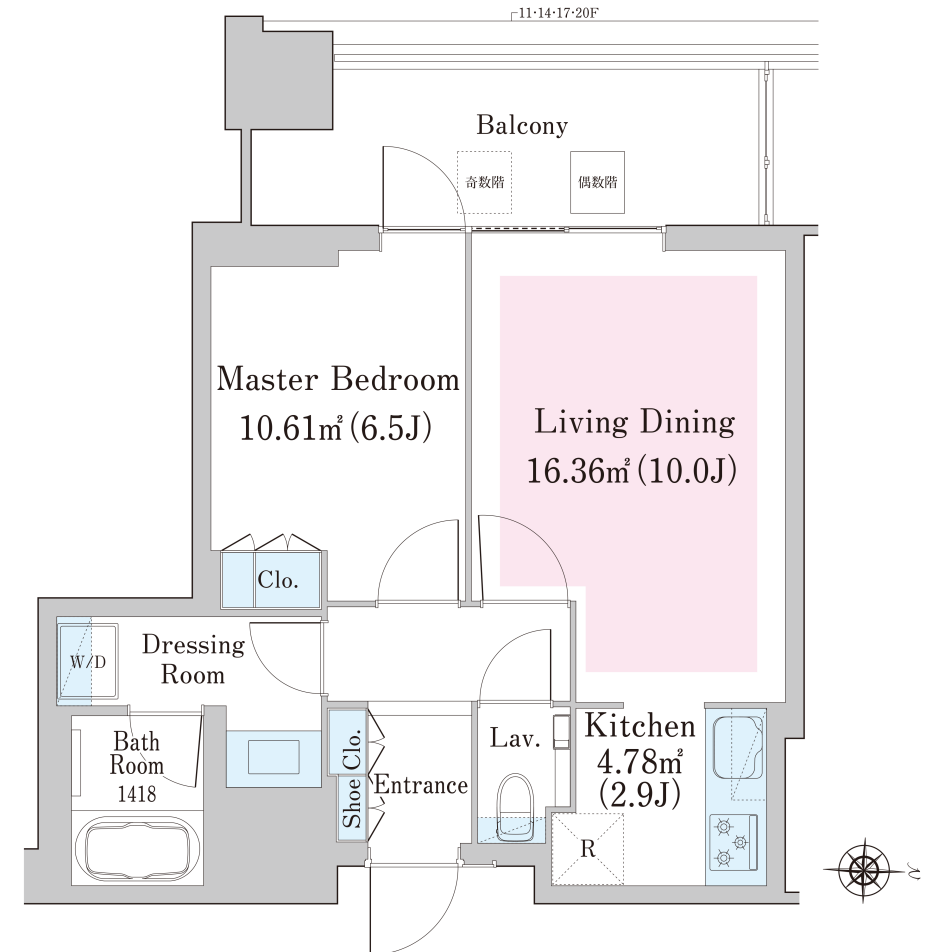 11·14·17·20F
Balcony
奇数階
偶数階
Master Bedroom
10.61㎡(6.5J)
Living Dining
16.36㎡(10.0J)
Clo.
Dressing
Room
W/D
Bath
Room
1418
Clo.
Shoe
Entrance
Lav.
Kitchen
4.78㎡
(2.9J)
R
N